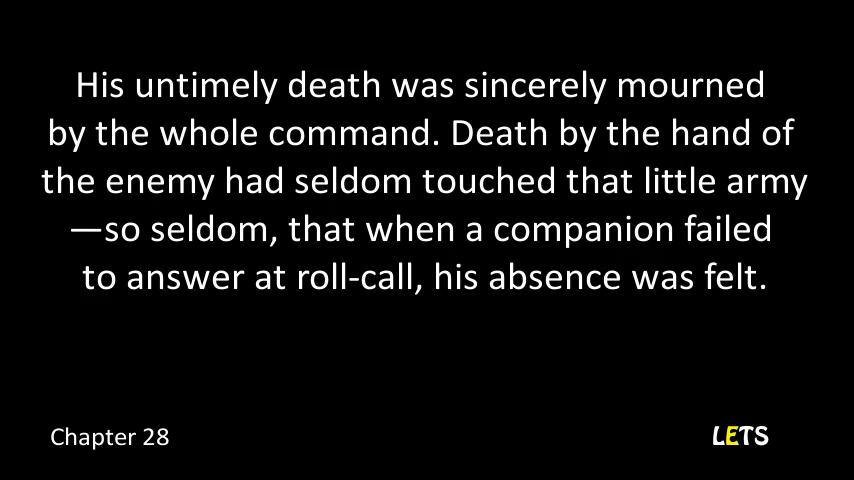 His untimely death was sincerely mourned
by the whole command. Death by the hand of
the enemy had seldom touched that little army
—so seldom, that when a companion failed
to answer at roll-call, his absence was felt.
Chapter 28
LETS